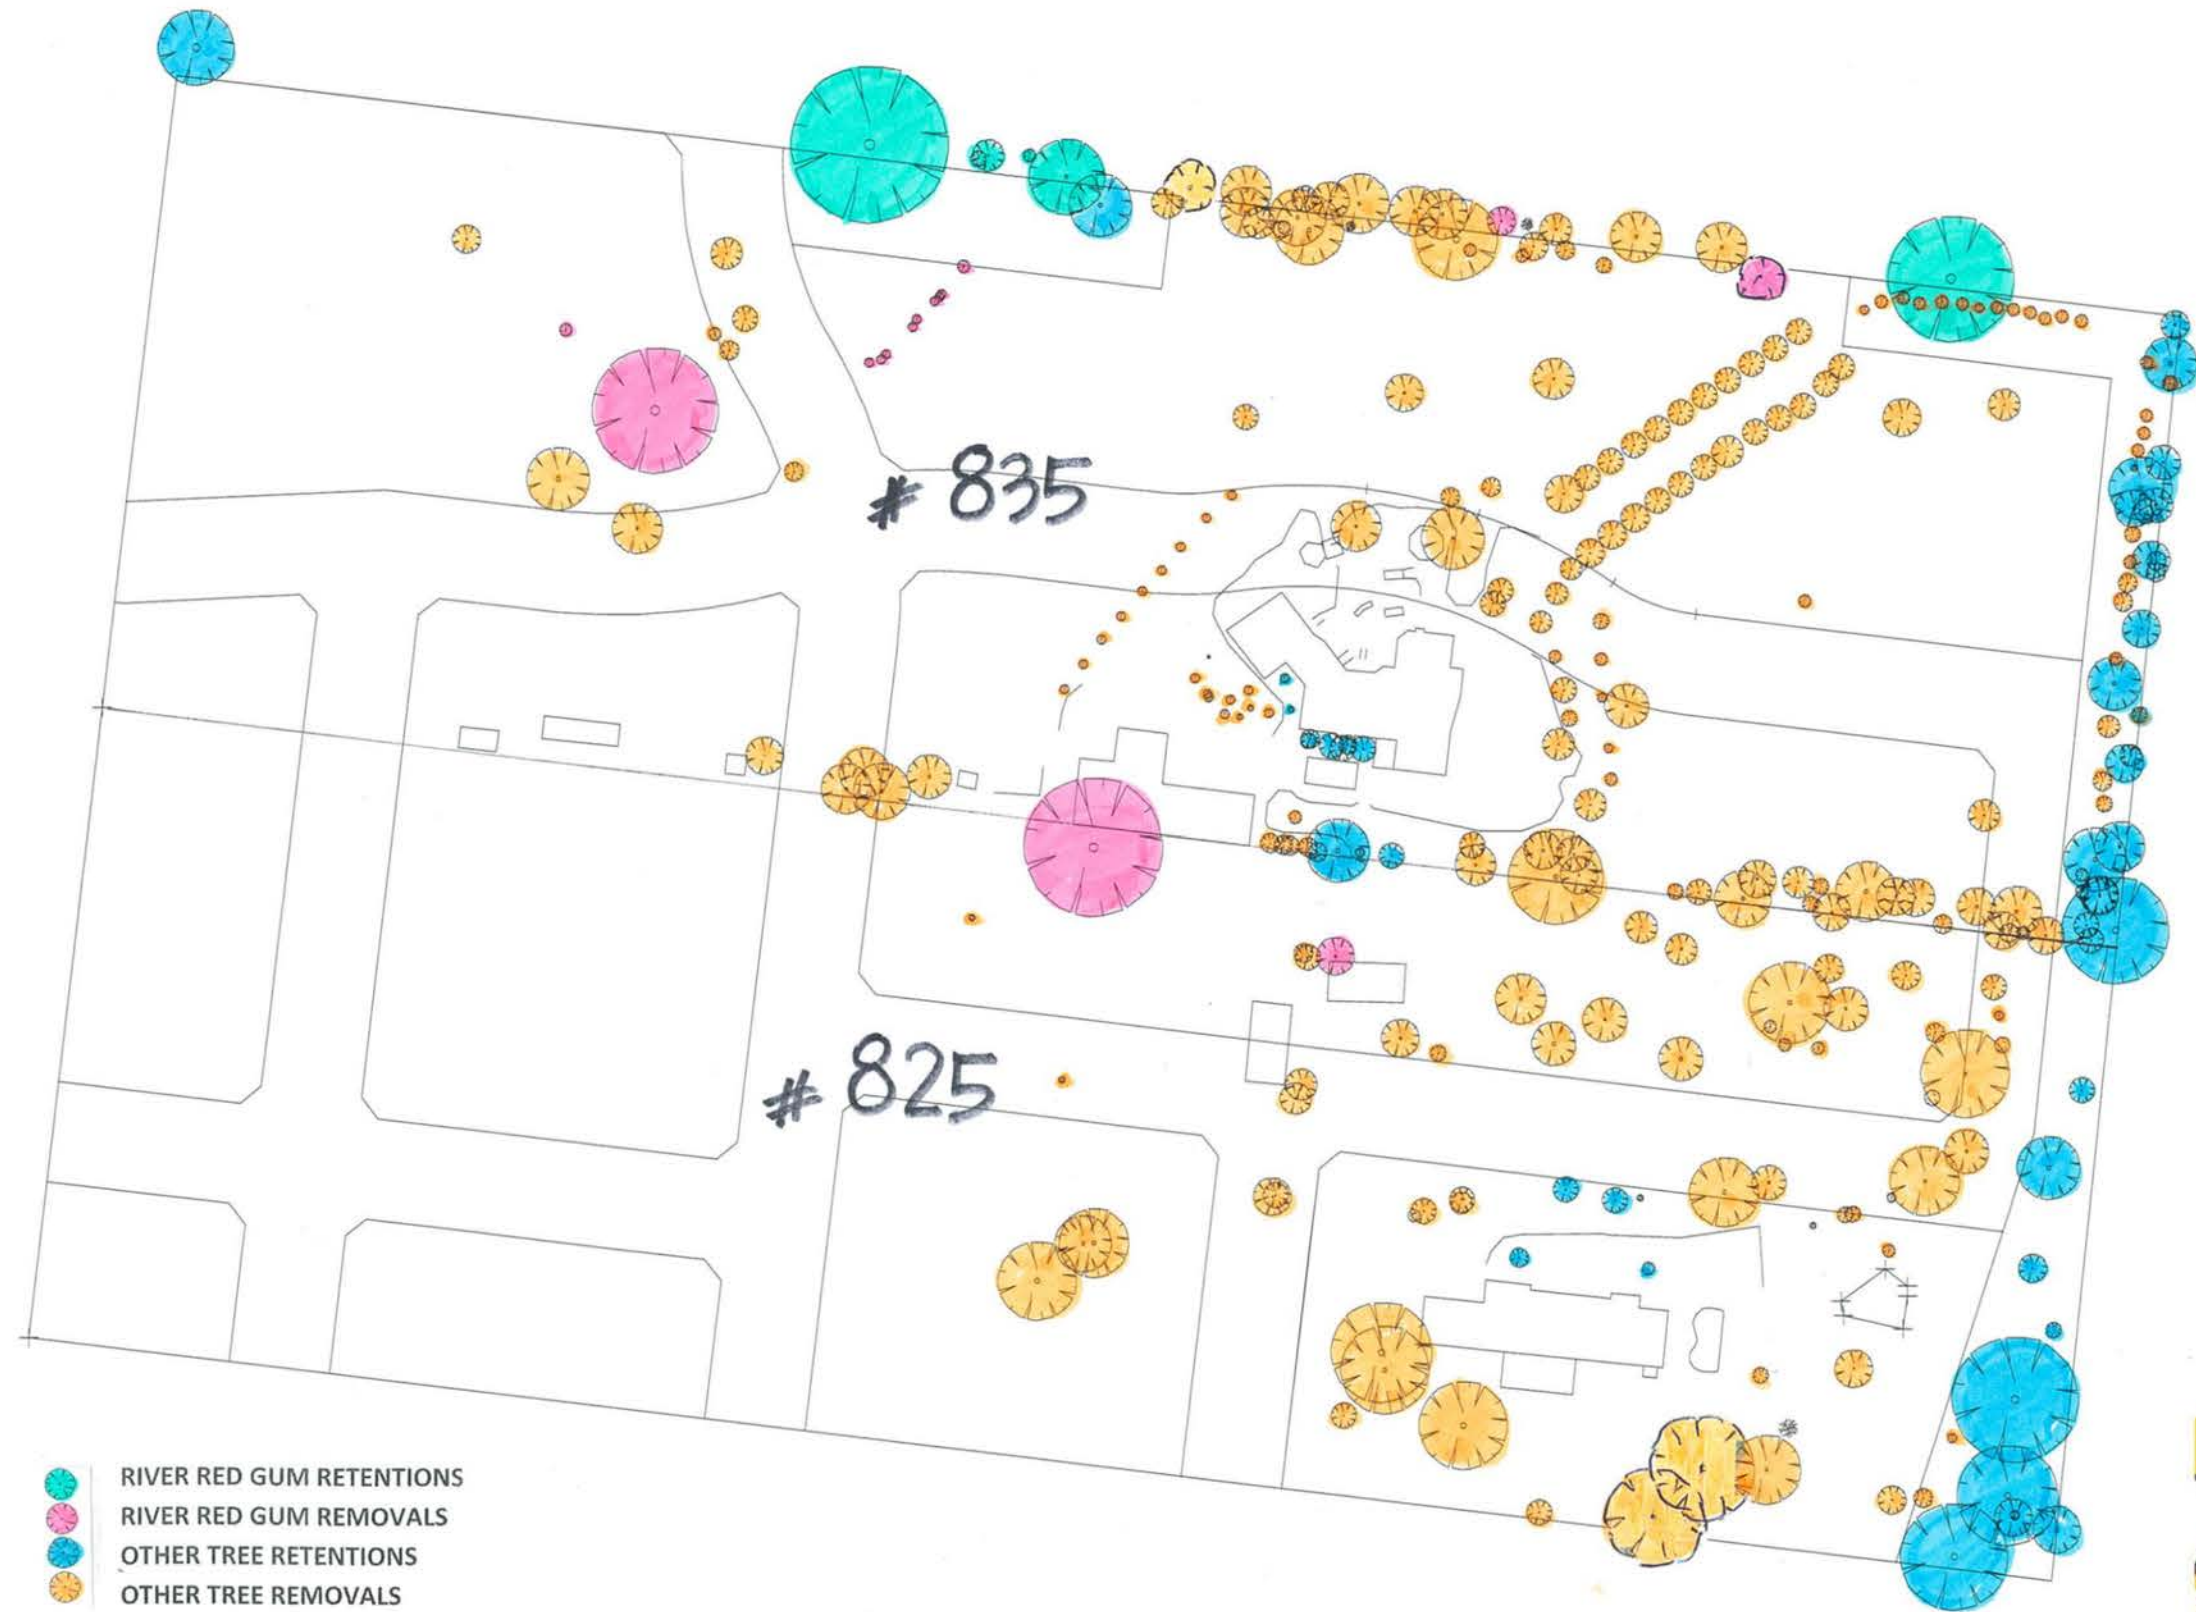 # 835
# 825
RIVER RED GUM RETENTIONS
RIVER RED GUM REMOVALS
OTHER TREE RETENTIONS
OTHER TREE REMOVALS